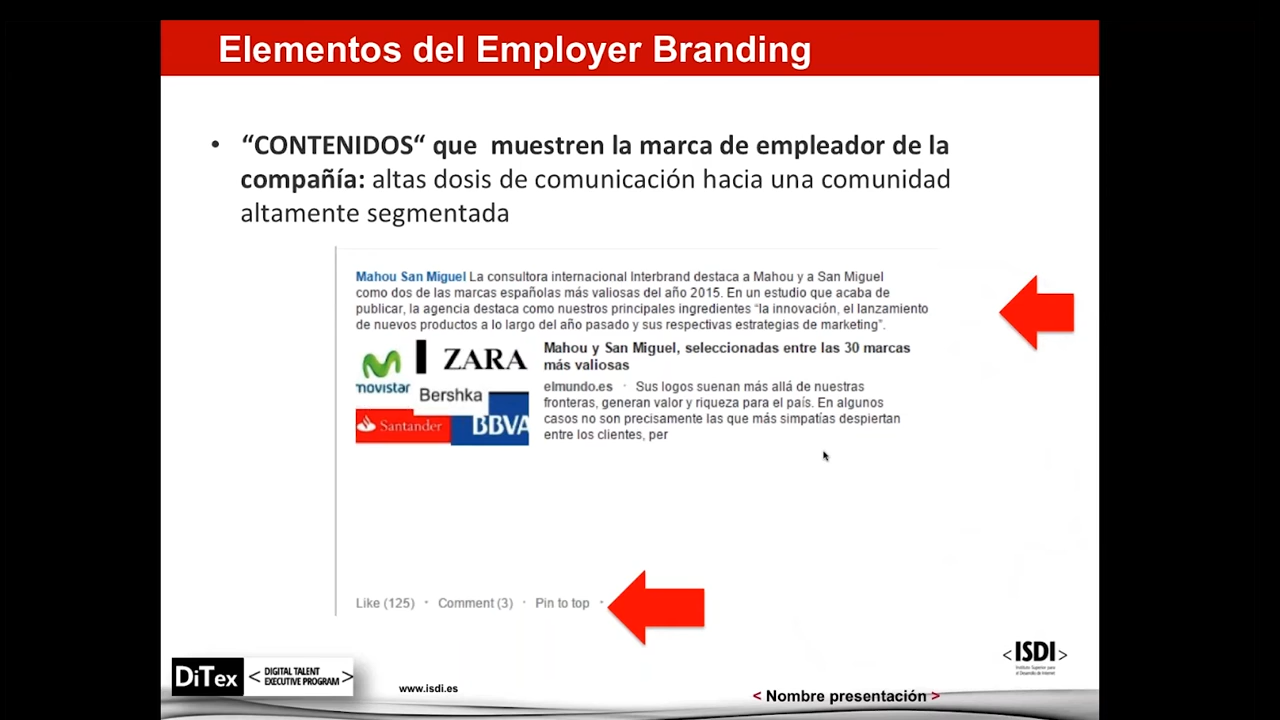 Elementos del Employer Branding
• “CONTENIDOS“ que muestren la marca de empleador de la
compañía: altas dosis de comunicación hacia una comunidad
altamente segmentada
Mahou San Miguel La consultora internacional Interbrand destaca a Mahou y a San Miguel
como dos de las marcas españolas más valiosas del año 2015. En un estudio que acaba de
publicar, la agencia destaca como nuestros principales ingredientes “la innovación, el lanzamiento
de nuevos productos a lo largo del año pasado y sus respectivas estrategias de marketing”.
movistar
ZARA
Bershka
Santander
BBVA
Mahou y San Miguel, seleccionadas entre las 30 marcas
más valiosas
elmundo.es · Sus logos suenan más allá de nuestras
fronteras, generan valor y riqueza para el país. En algunos
casos no son precisamente las que más simpatías despiertan
entre los clientes, per
Like (125) · Comment (3) · Pin to top ·
DiTex
< DIGITAL TALENT
EXECUTIVE PROGRAM >
www.isdi.es
<ISDI>
Instituto Superior para
el Desarrollo de Internet
< Nombre presentación >